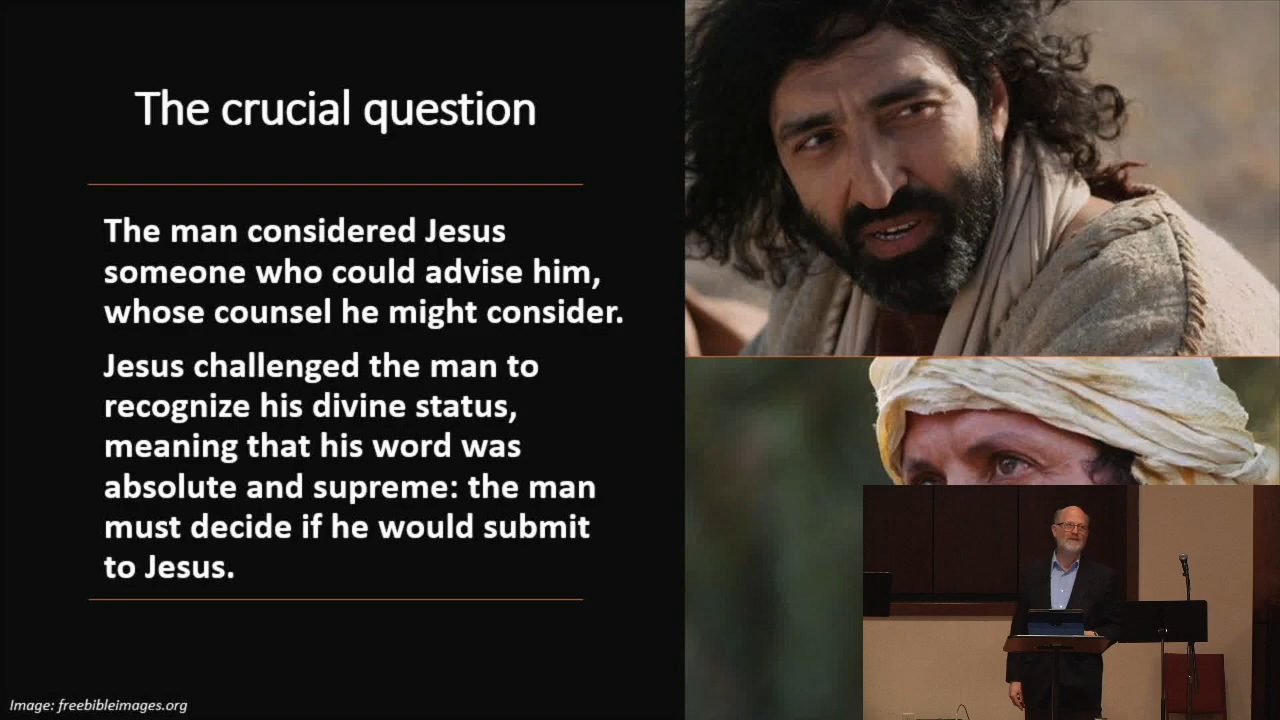 The crucial question
The man considered Jesus
someone who could advise him,
whose counsel he might consider.
Jesus challenged the man to
recognize his divine status,
meaning that his word was
absolute and supreme: the man
must decide if he would submit
to Jesus.
Image: freebibleimages.org